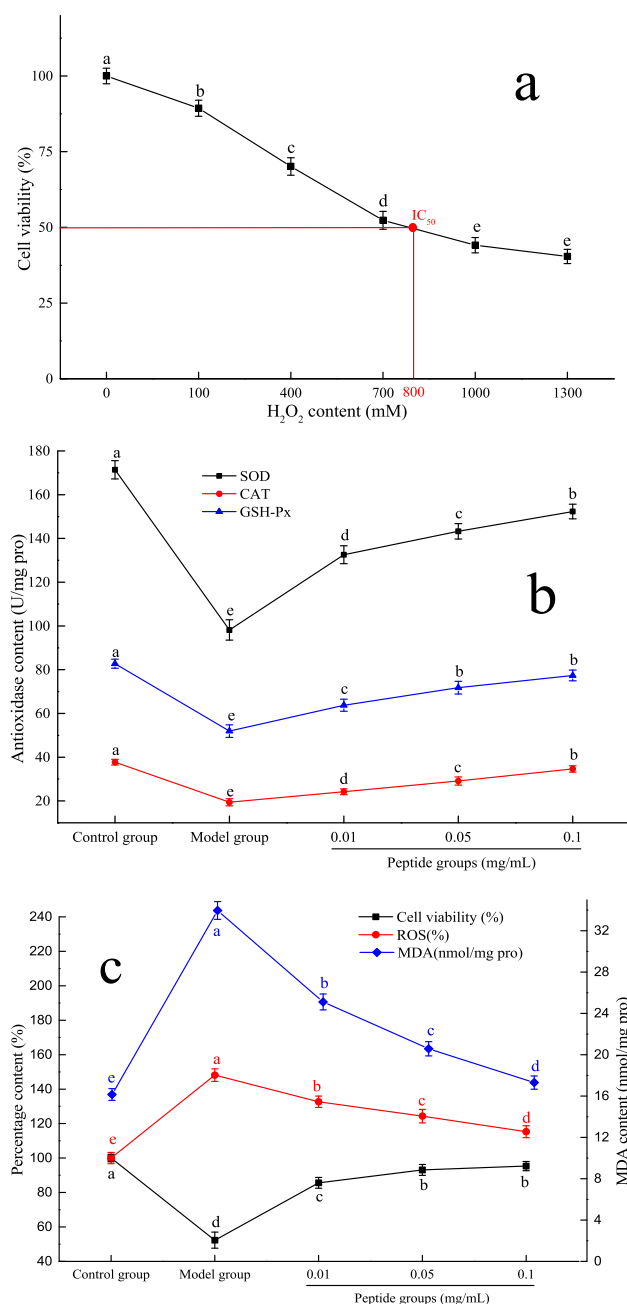 a
100
75
50
25
0
Cell viability (%)
a
b
c
d
IC₅₀
e
e
0
100
400
700
800
1000
1300
H₂O₂ content (mM)
b
180
160
140
120
100
80
60
40
20
Antioxidase content (U/mg pro)
SOD
CAT
GSH-Px
a
e
d
c
b
a
e
c
b
b
a
e
d
c
b
Control group
Model group
0.01
0.05
0.1
Peptide groups (mg/mL)
c
240
220
200
180
160
140
120
100
80
60
40
Percentage content (%)
Cell viability (%)
ROS(%)
MDA(nmol/mg pro)
e
a
b
c
d
e
a
b
c
d
a
d
c
b
b
32
28
24
20
16
12
8
4
0
MDA content (nmol/mg pro)
Control group
Model group
0.01
0.05
0.1
Peptide groups (mg/mL)